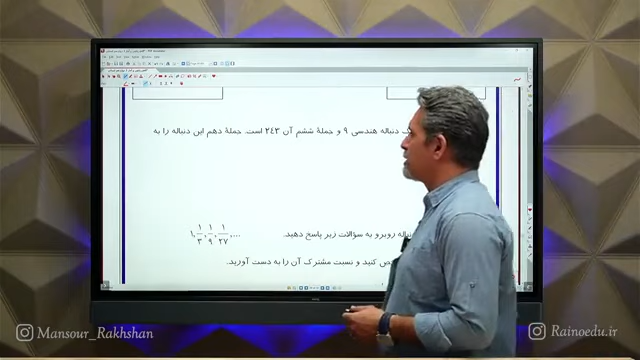 ک دنباله هندسی ۹ و جملهٔ ششم آن ۲۴۳ است. جملهٔ دهم این دنباله را به
نباله روبرو به سؤالات زیر پاسخ دهید. ۱, ۱/۳, ۱/۹, ۱/۲۷, ...
ص کنید و نسبت مشترک آن را به دست آورید.
Mansour_Rakhshan
Rainoedu.ir